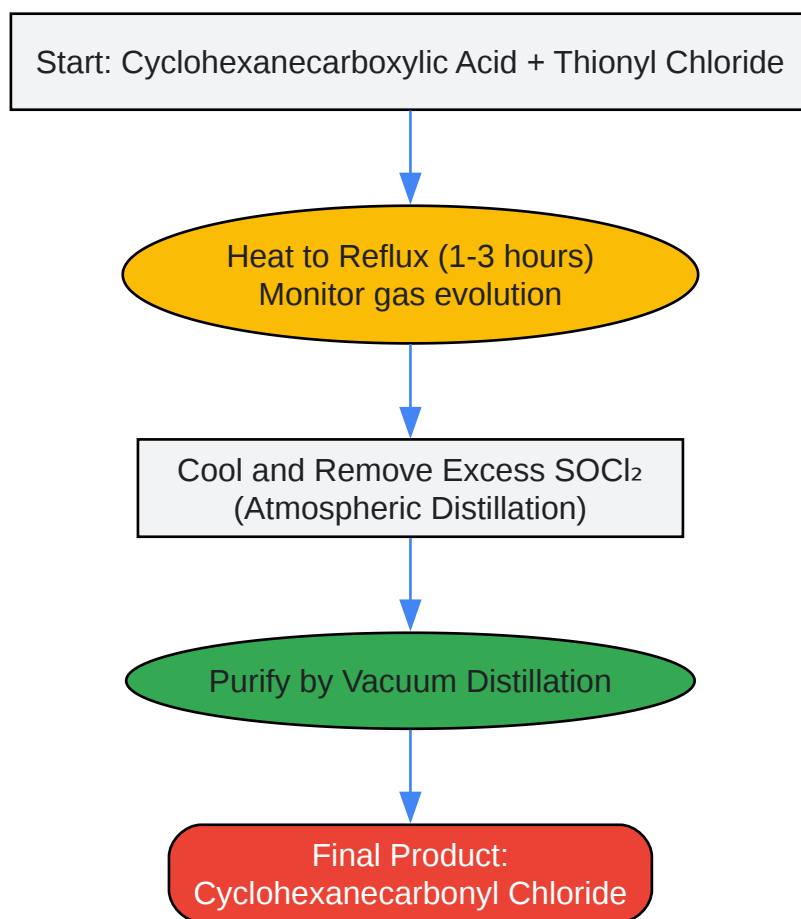 Start: Cyclohexanecarboxylic Acid + Thionyl Chloride
Heat to Reflux (1-3 hours)
Monitor gas evolution
Cool and Remove Excess SOCl₂
(Atmospheric Distillation)
Purify by Vacuum Distillation
Final Product:
Cyclohexanecarbonyl Chloride